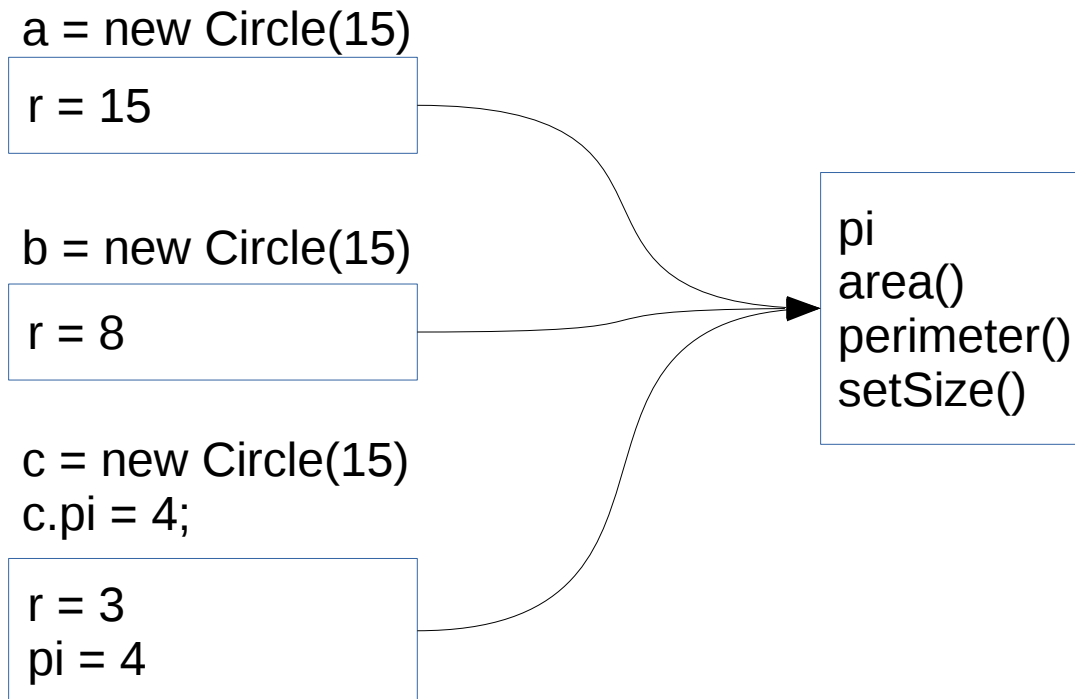 a = new Circle(15)
r = 15
b = new Circle(15)
r = 8
c = new Circle(15)
c.pi = 4;
r = 3
pi = 4
pi
area()
perimeter()
setSize()